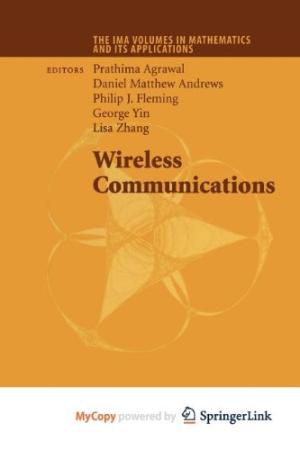 THE IMA VOLUMES IN MATHEMATICS
AND ITS APPLICATIONS
EDITORS Prathima Agrawal
Daniel Matthew Andrews
Philip J. Fleming
George Yin
Lisa Zhang
Wireless
Communications
MyCopy powered by SpringerLink